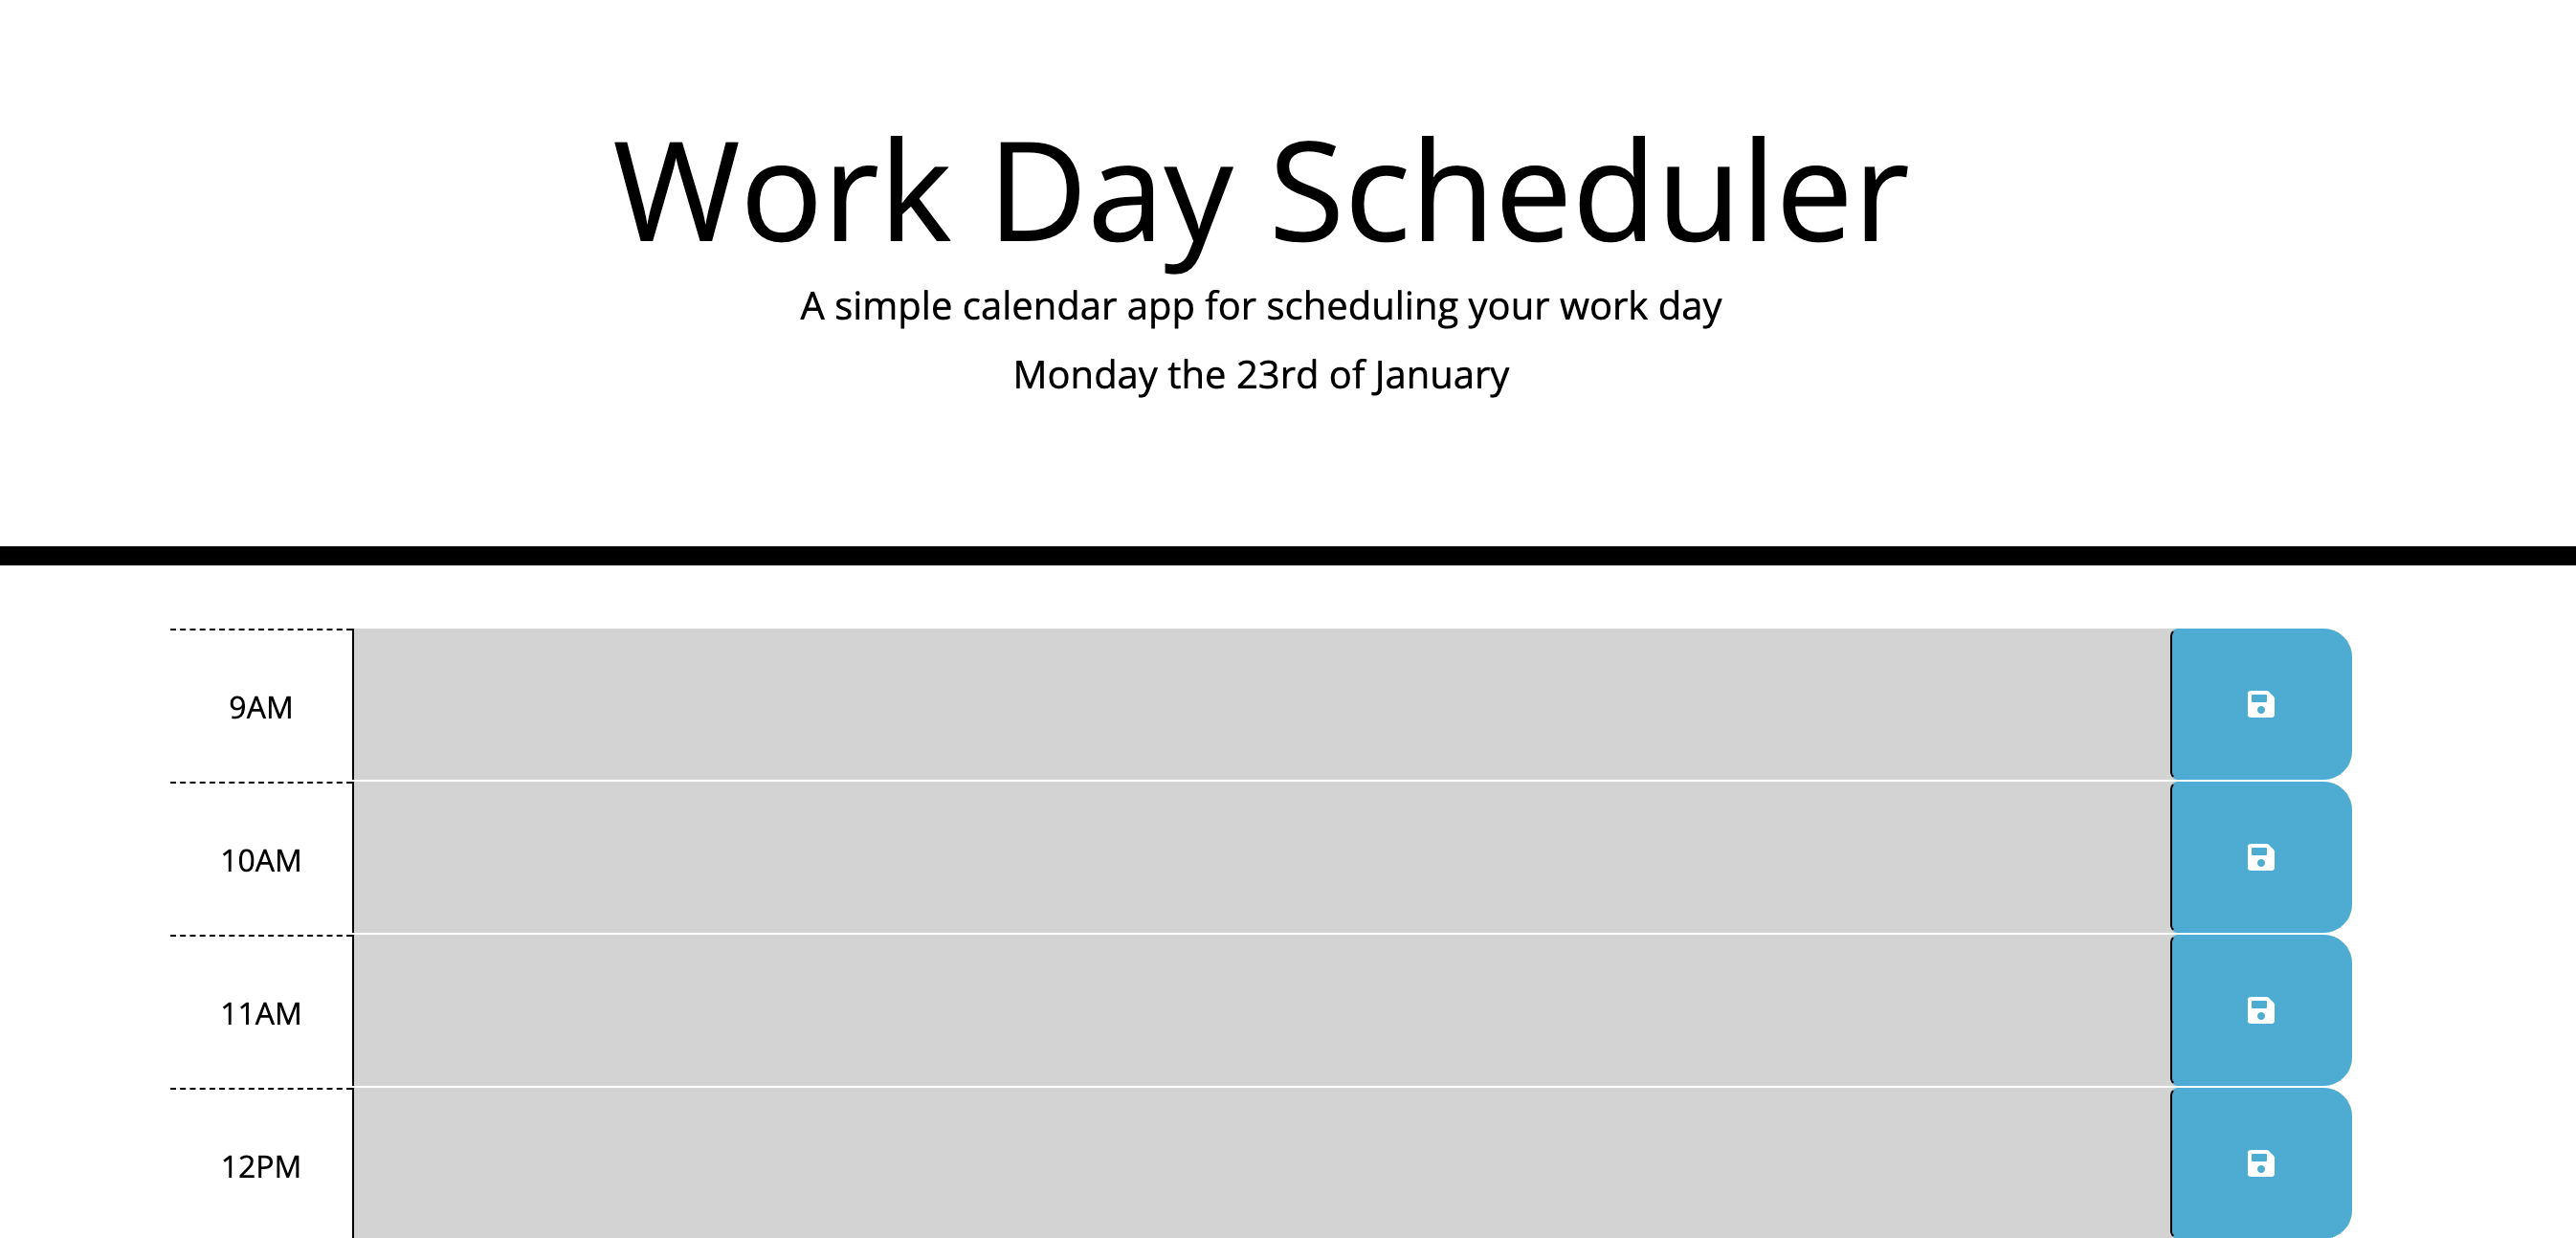 Work Day Scheduler
A simple calendar app for scheduling your work day
Monday the 23rd of January
9AM
10AM
11AM
12PM